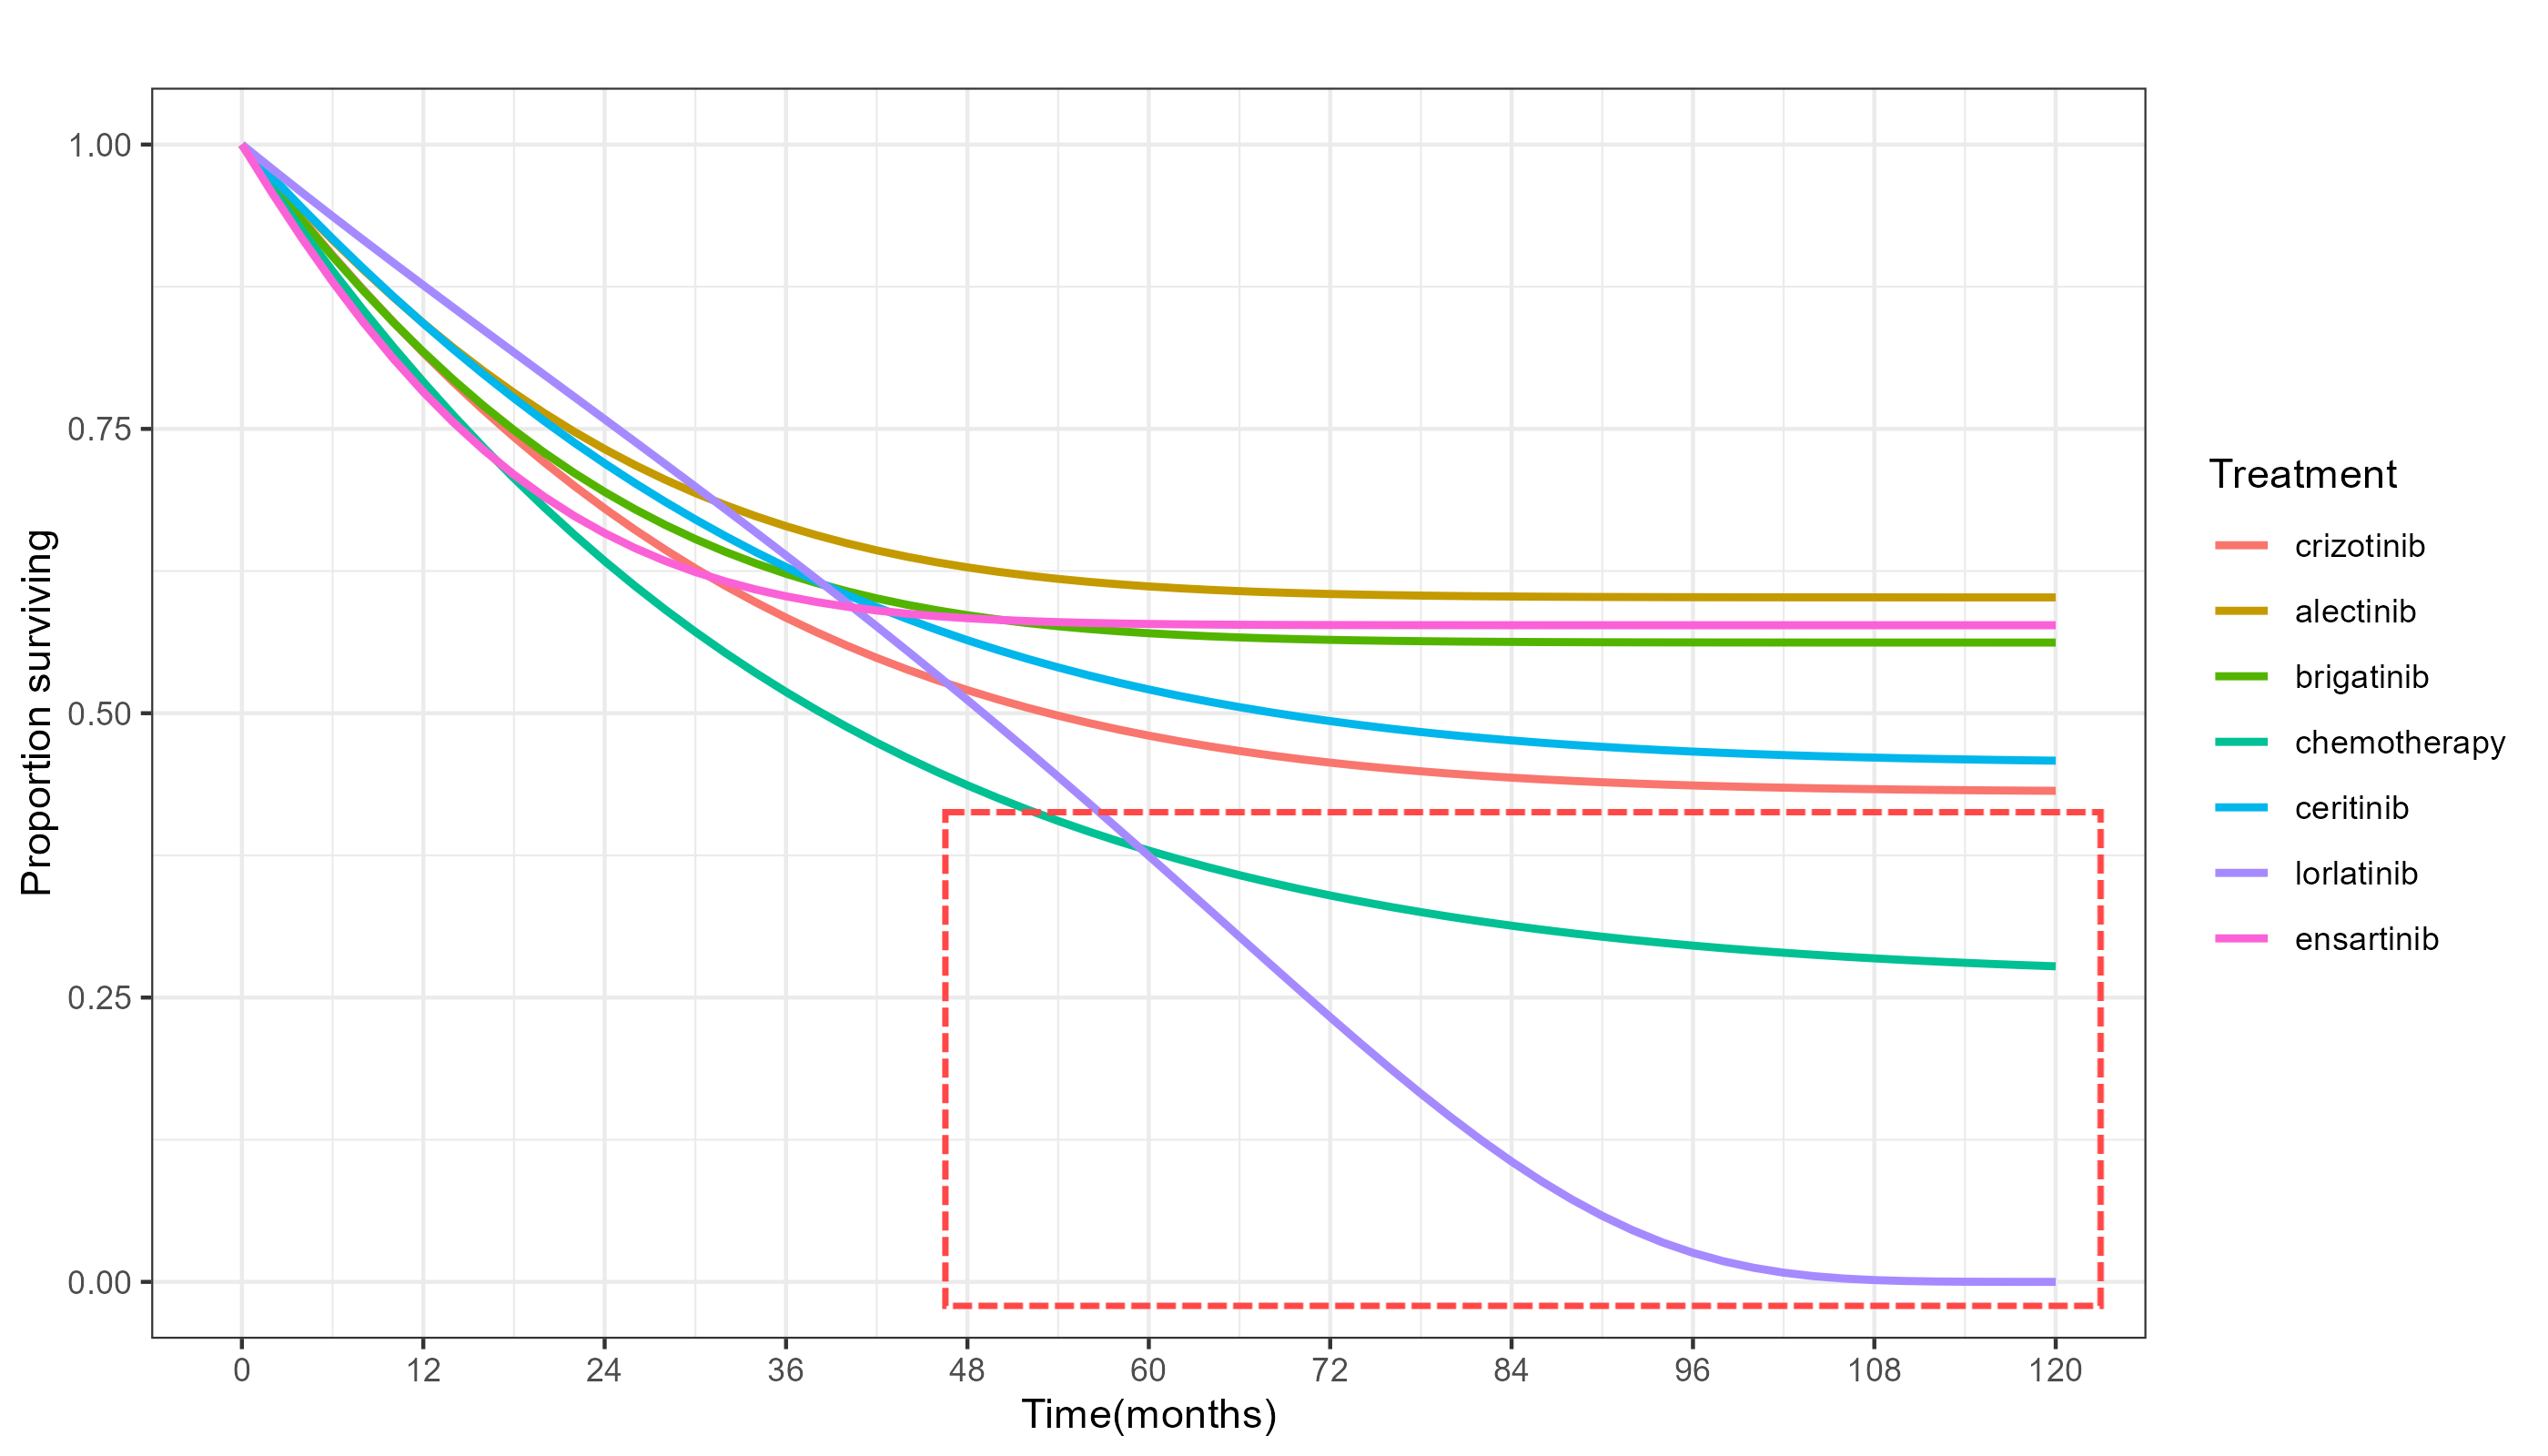 1.00
0.75
0.50
0.25
0.00
Proportion surviving
0 12 24 36 48 60 72 84 96 108 120
Time(months)
Treatment
crizotinib
alectinib
brigatinib
chemotherapy
ceritinib
lorlatinib
ensartinib